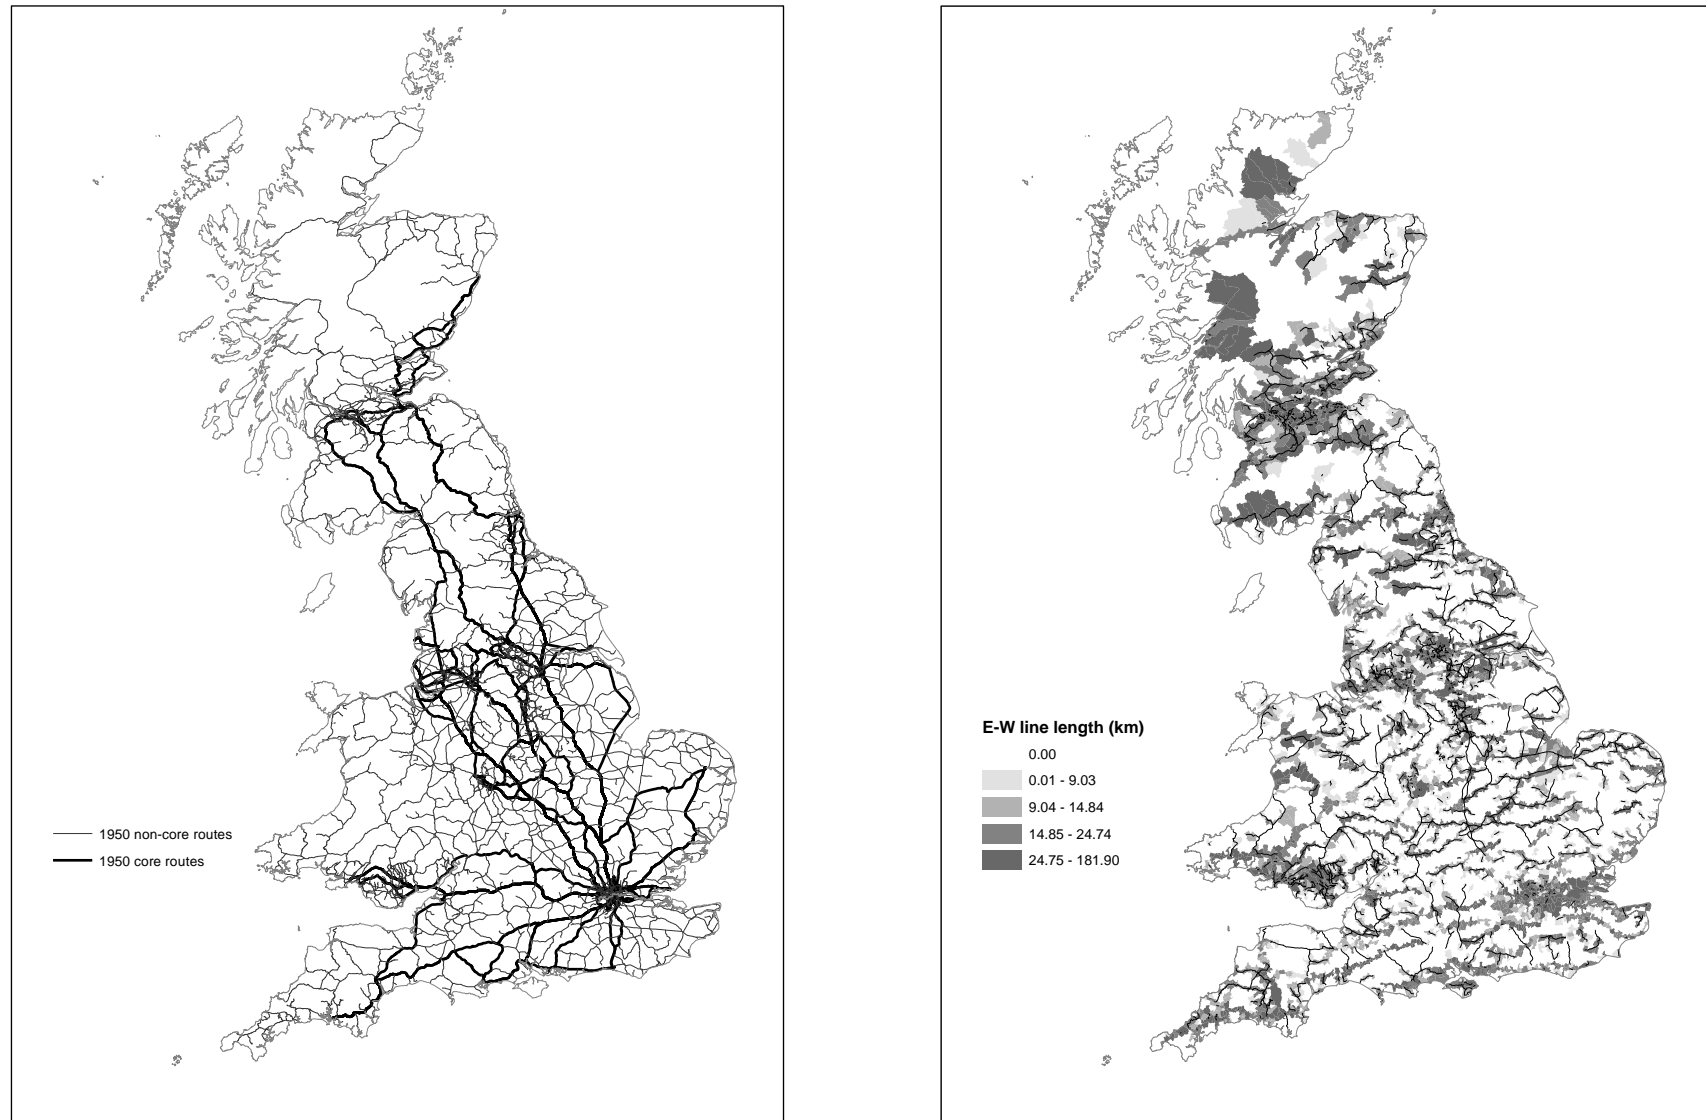 1950 non-core routes
1950 core routes
E-W line length (km)
0.00
0.01 - 9.03
9.04 - 14.84
14.85 - 24.74
24.75 - 181.90